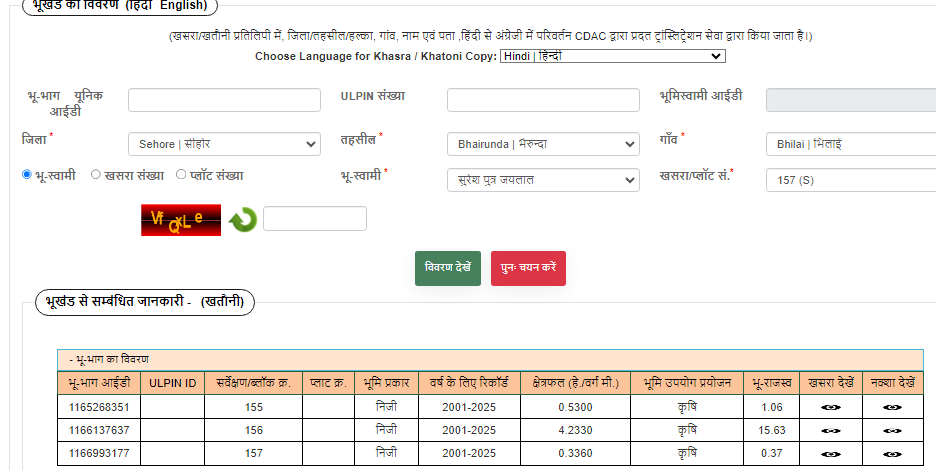 भूखंड का विवरण (हिंदी English)
(खसरा/खतौनी प्रतिलिपी में, जिला/तहसील/हल्का, गांव, नाम एवं पता ,हिंदी से अंग्रेजी में परिवर्तन CDAC द्वारा प्रदत ट्रांस्लिट्रेशन सेवा द्वारा किया जाता है।)
Choose Language for Khasra / Khatoni Copy: Hindi | हिन्दी
भू-भाग यूनिक आईडी ULPIN संख्या भूमिस्वामी आईडी
जिला * Sehore | सीहोर तहसील * Bhairunda | भैरून्दा गाँव * Bhilai | भिलाई
भू-स्वामी खसरा संख्या प्लॉट संख्या भू-स्वामी * सुरेश पुत्र जयलाल खसरा/प्लॉट सं.* 157 (S)
विवरण देखें पुनः चयन करें
भूखंड से सम्बंधित जानकारी - (खतौनी)
- भू-भाग का विवरण
भू-भाग आईडी ULPIN ID सर्वेक्षण/ब्लॉक क्र. प्लाट क्र. भूमि प्रकार वर्ष के लिए रिकॉर्ड क्षेत्रफल (हे./वर्ग मी.) भूमि उपयोग प्रयोजन भू-राजस्व खसरा देखें नक्शा देखें
1165268351 155 निजी 2001-2025 0.5300 कृषि 1.06
1166137637 156 निजी 2001-2025 4.2330 कृषि 15.63
1166993177 157 निजी 2001-2025 0.3360 कृषि 0.37